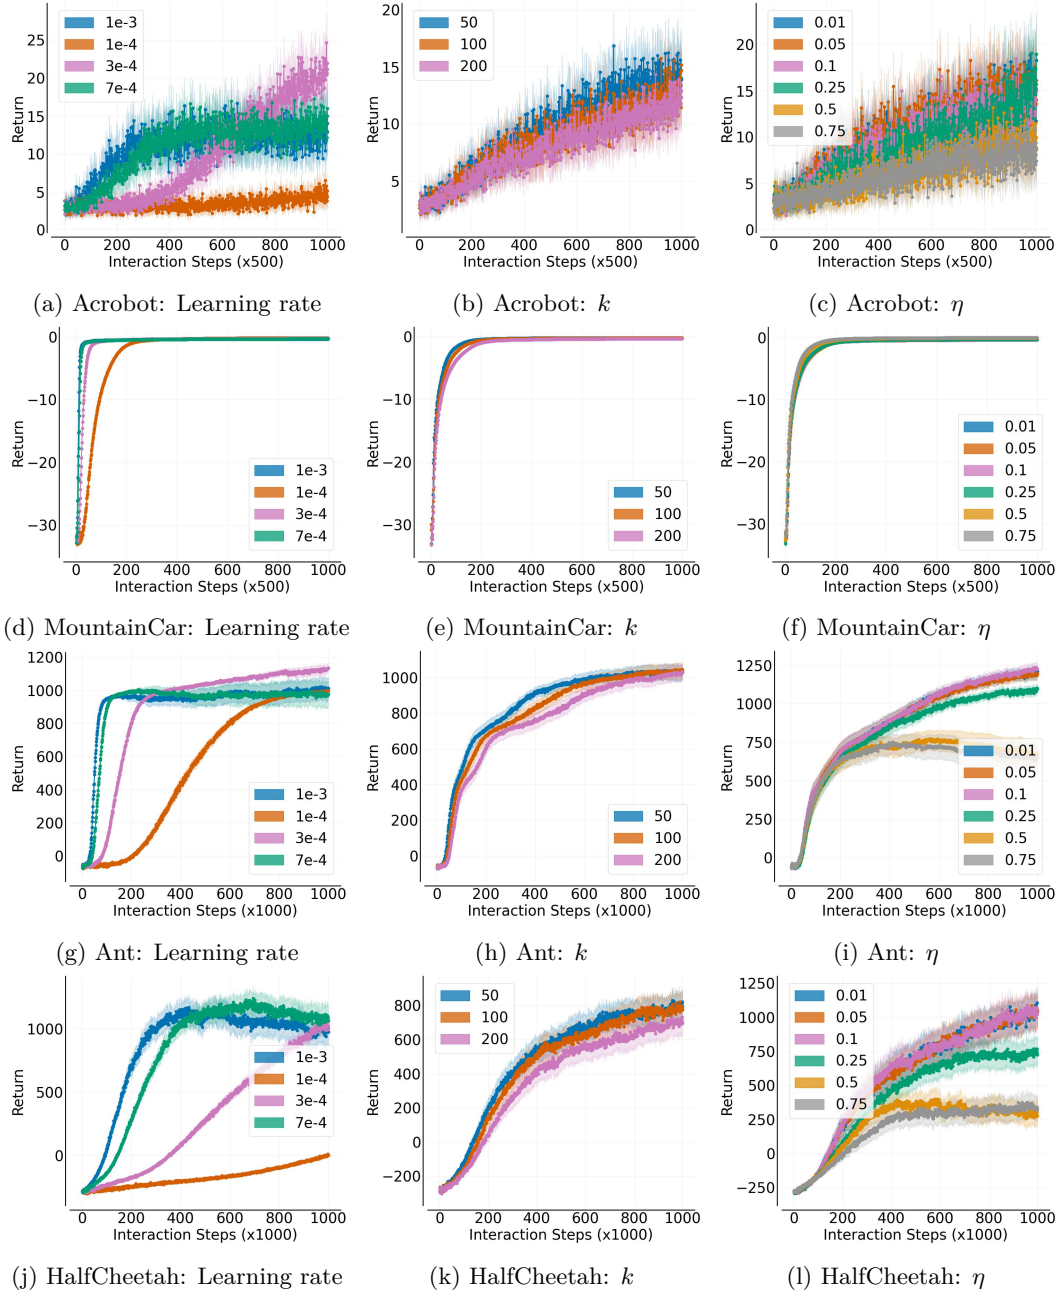 25
20
15
10
5
0
Return
1e-3
1e-4
3e-4
7e-4
0 200 400 600 800 1000
Interaction Steps (x500)
(a) Acrobot: Learning rate
20
15
10
5
Return
50
100
200
0 200 400 600 800 1000
Interaction Steps (x500)
(b) Acrobot: k
20
15
10
5
0
Return
0.01
0.05
0.1
0.25
0.5
0.75
0 200 400 600 800 1000
Interaction Steps (x500)
(c) Acrobot: η
0
−10
−20
−30
Return
1e-3
1e-4
3e-4
7e-4
0 200 400 600 800 1000
Interaction Steps (x500)
(d) MountainCar: Learning rate
0
−10
−20
−30
Return
50
100
200
0 200 400 600 800 1000
Interaction Steps (x500)
(e) MountainCar: k
0
−10
−20
−30
Return
0.01
0.05
0.1
0.25
0.5
0.75
0 200 400 600 800 1000
Interaction Steps (x500)
(f) MountainCar: η
1200
1000
800
600
400
200
0
Return
1e-3
1e-4
3e-4
7e-4
0 200 400 600 800 1000
Interaction Steps (x1000)
(g) Ant: Learning rate
1000
800
600
400
200
0
Return
50
100
200
0 200 400 600 800 1000
Interaction Steps (x1000)
(h) Ant: k
1250
1000
750
500
250
0
Return
0.01
0.05
0.1
0.25
0.5
0.75
0 200 400 600 800 1000
Interaction Steps (x1000)
(i) Ant: η
1000
500
0
Return
1e-3
1e-4
3e-4
7e-4
0 200 400 600 800 1000
Interaction Steps (x1000)
(j) HalfCheetah: Learning rate
800
600
400
200
0
−200
Return
50
100
200
0 200 400 600 800 1000
Interaction Steps (x1000)
(k) HalfCheetah: k
1250
1000
750
500
250
0
−250
Return
0.01
0.05
0.1
0.25
0.5
0.75
0 200 400 600 800 1000
Interaction Steps (x1000)
(l) HalfCheetah: η